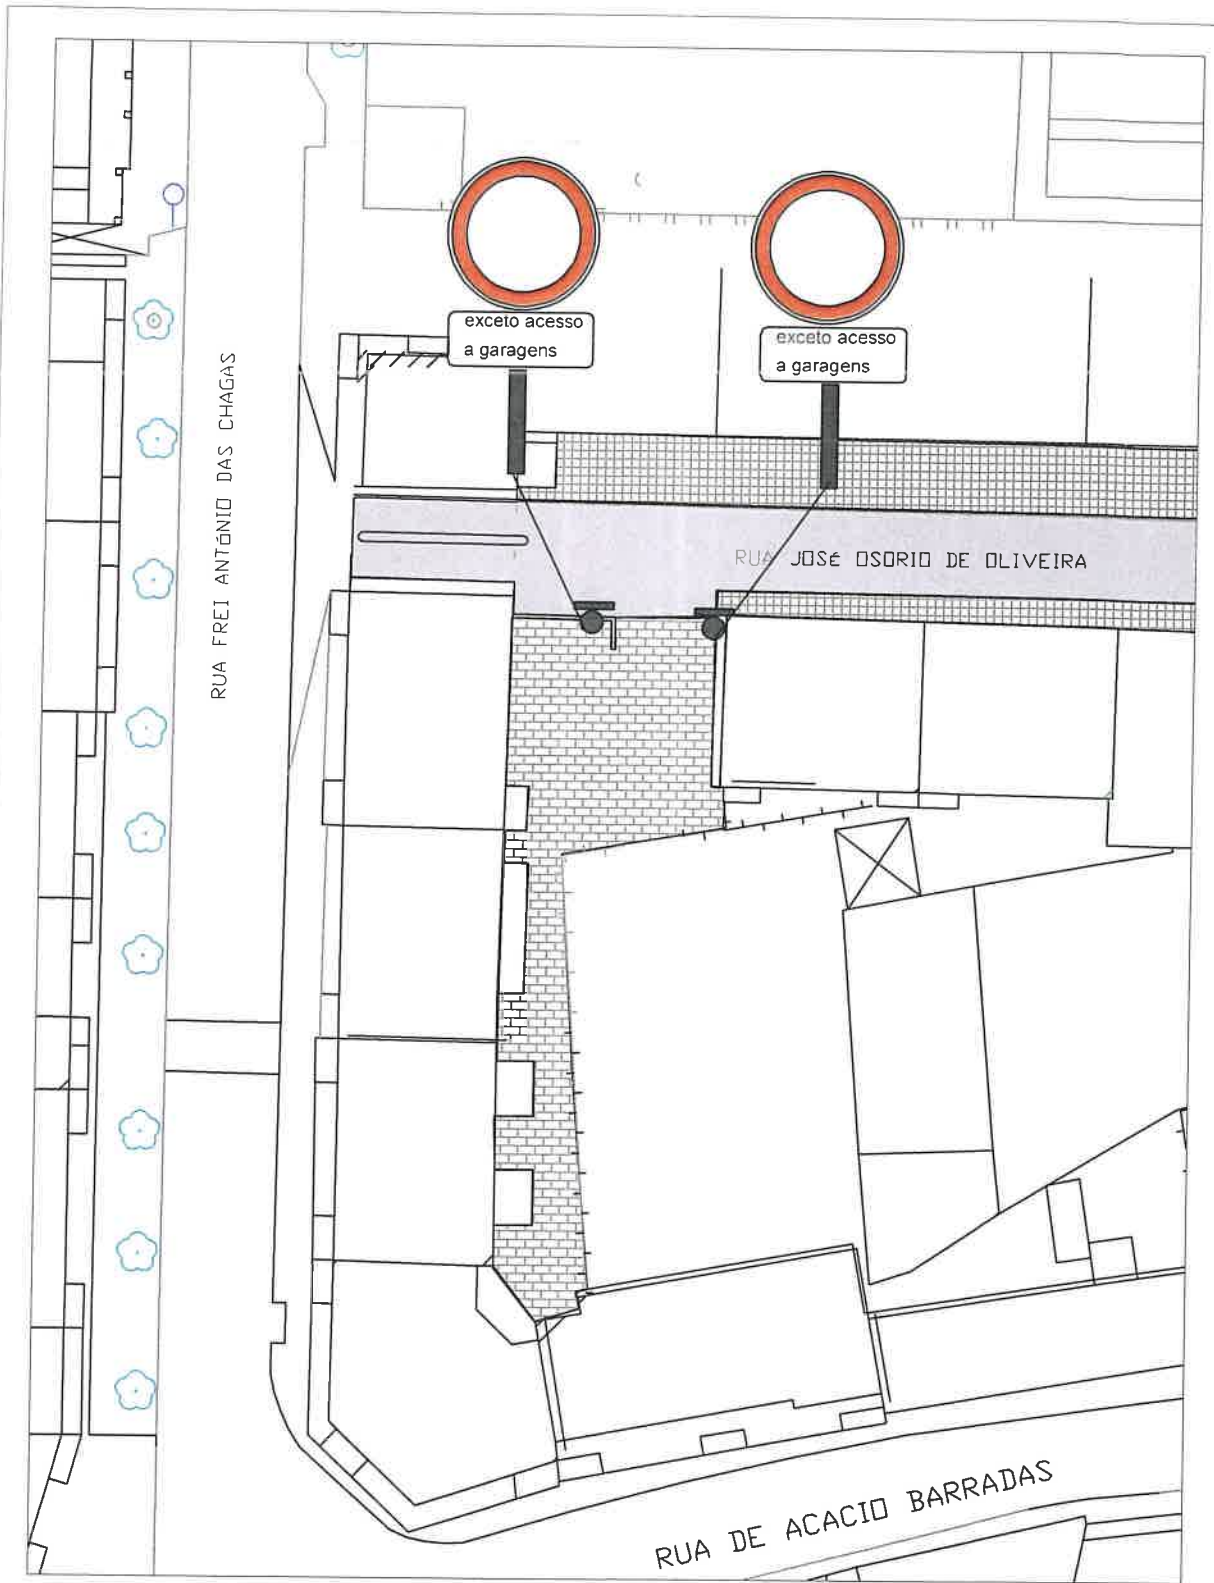 exceto acesso
a garagens
exceto acesso
a garagens
RUA FREI ANTÓNIO DAS CHAGAS
RUA JOSÉ OSORIO DE OLIVEIRA
RUA DE ACACIO BARRADAS